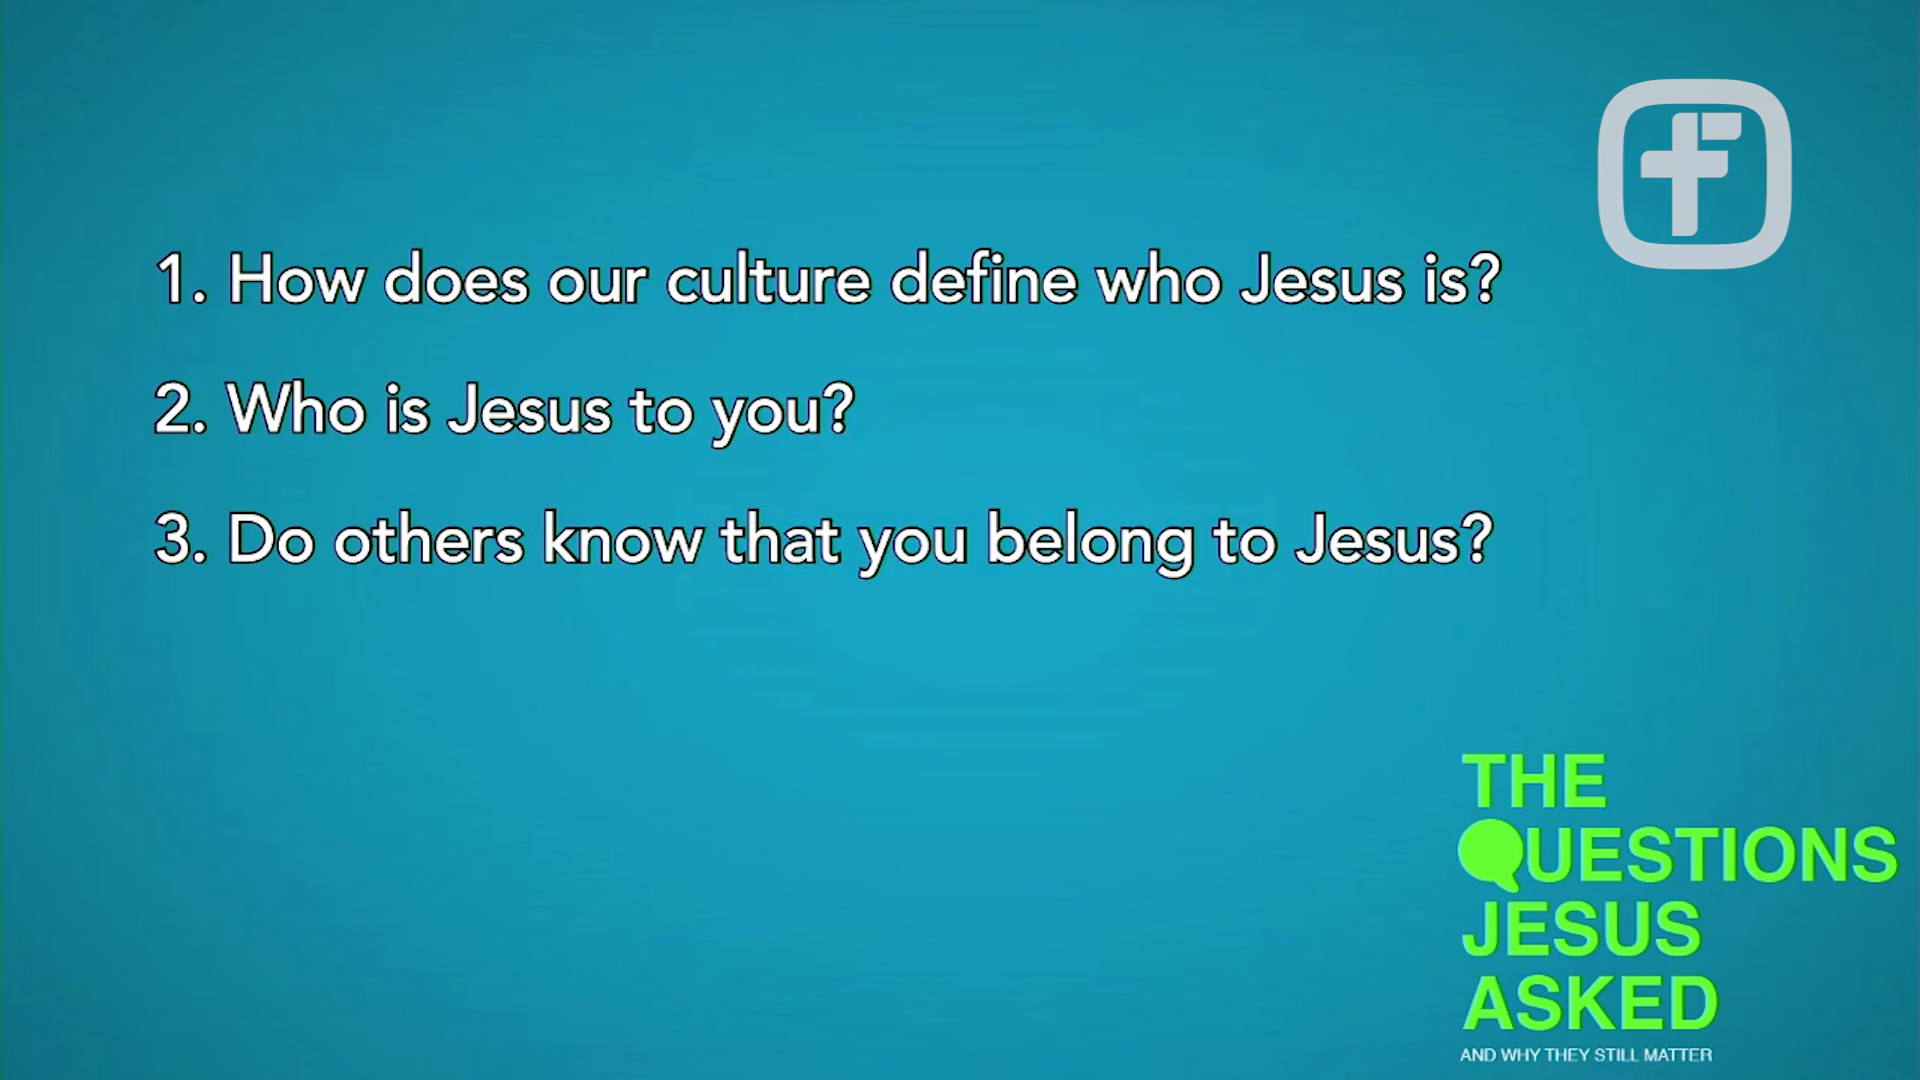 1. How does our culture define who Jesus is?
2. Who is Jesus to you?
3. Do others know that you belong to Jesus?
THE
QUESTIONS
JESUS
ASKED
AND WHY THEY STILL MATTER